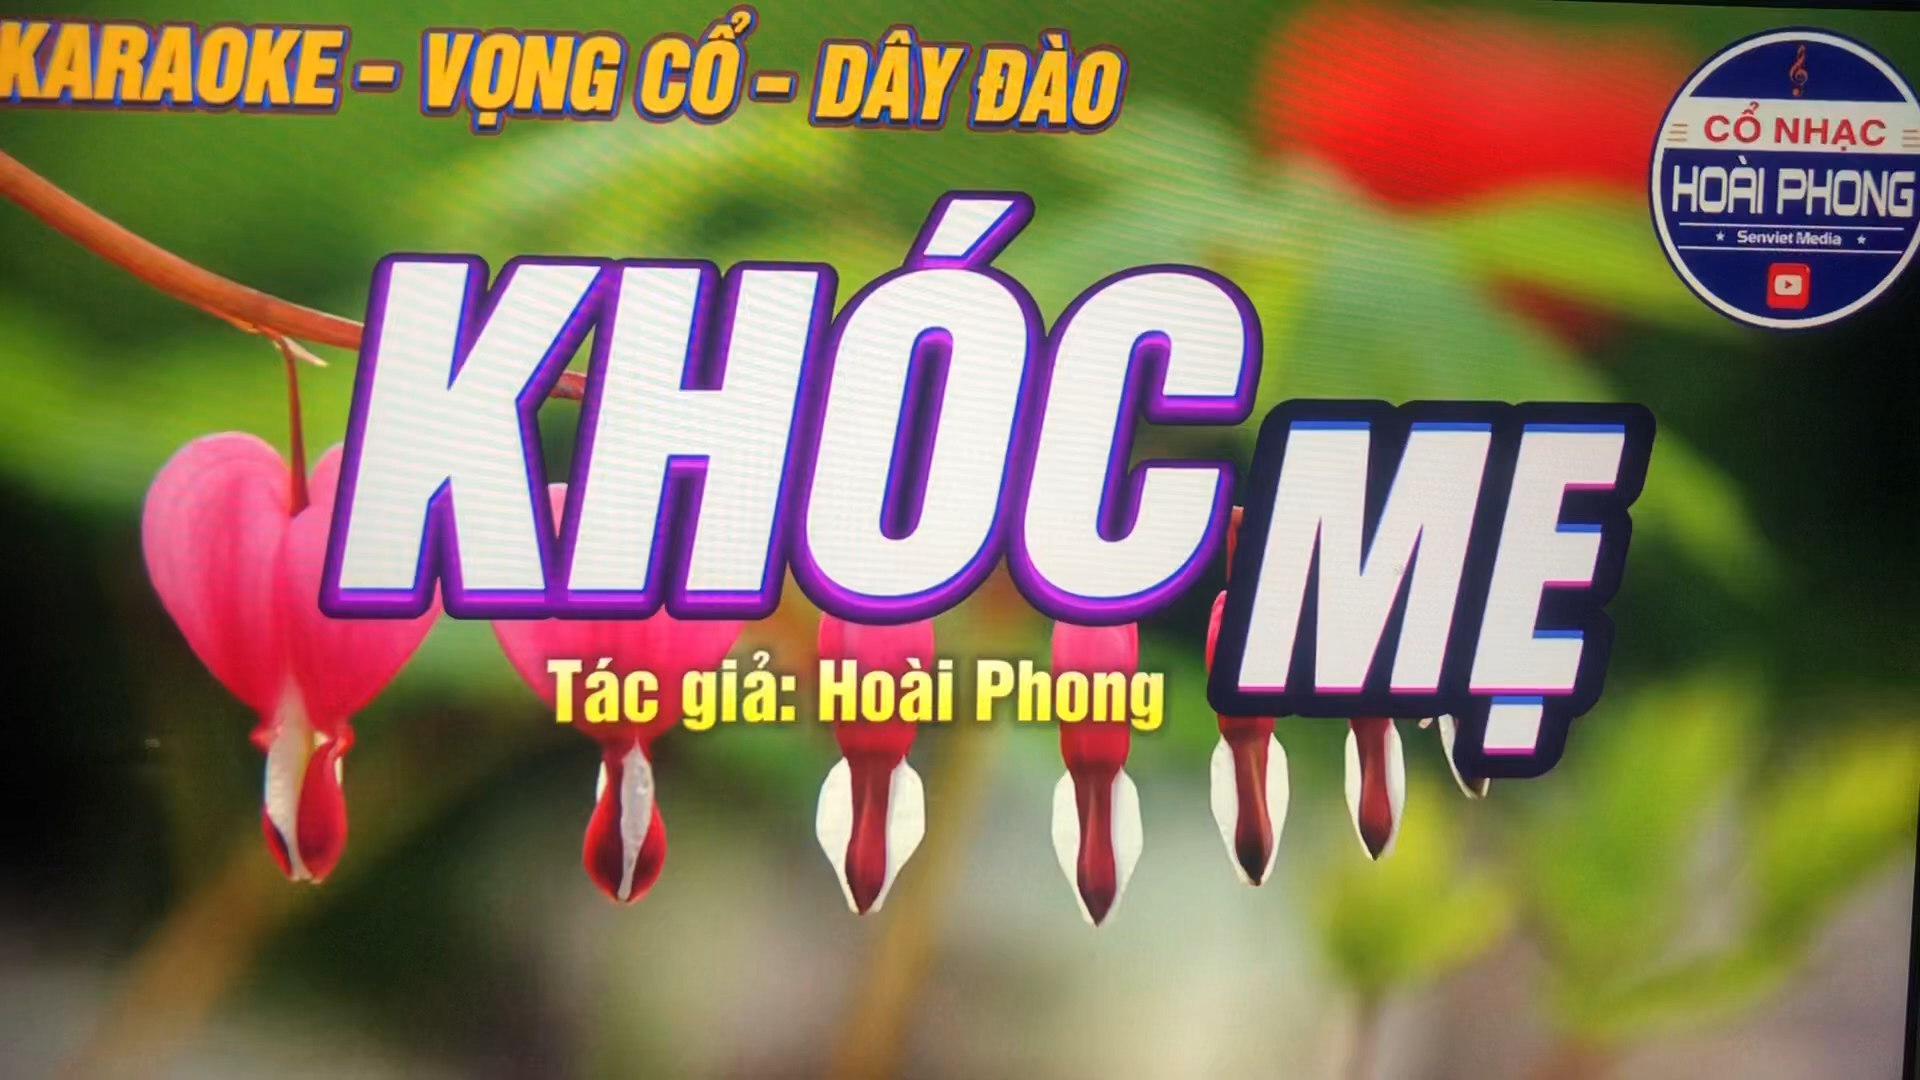 KARAOKE - VỌNG CỔ - DÂY ĐÀO
CỔ NHẠC
HOÀI PHONG
Senviet Media
KHÓC
MẸ
Tác giả: Hoài Phong